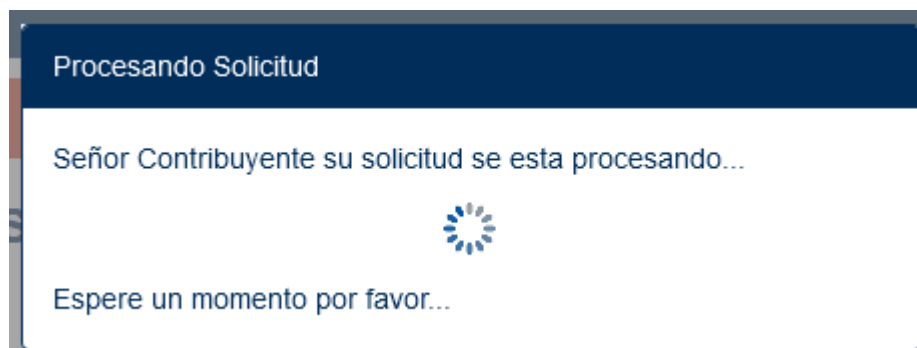 Procesando Solicitud
Señor Contribuyente su solicitud se esta procesando...
Espere un momento por favor...